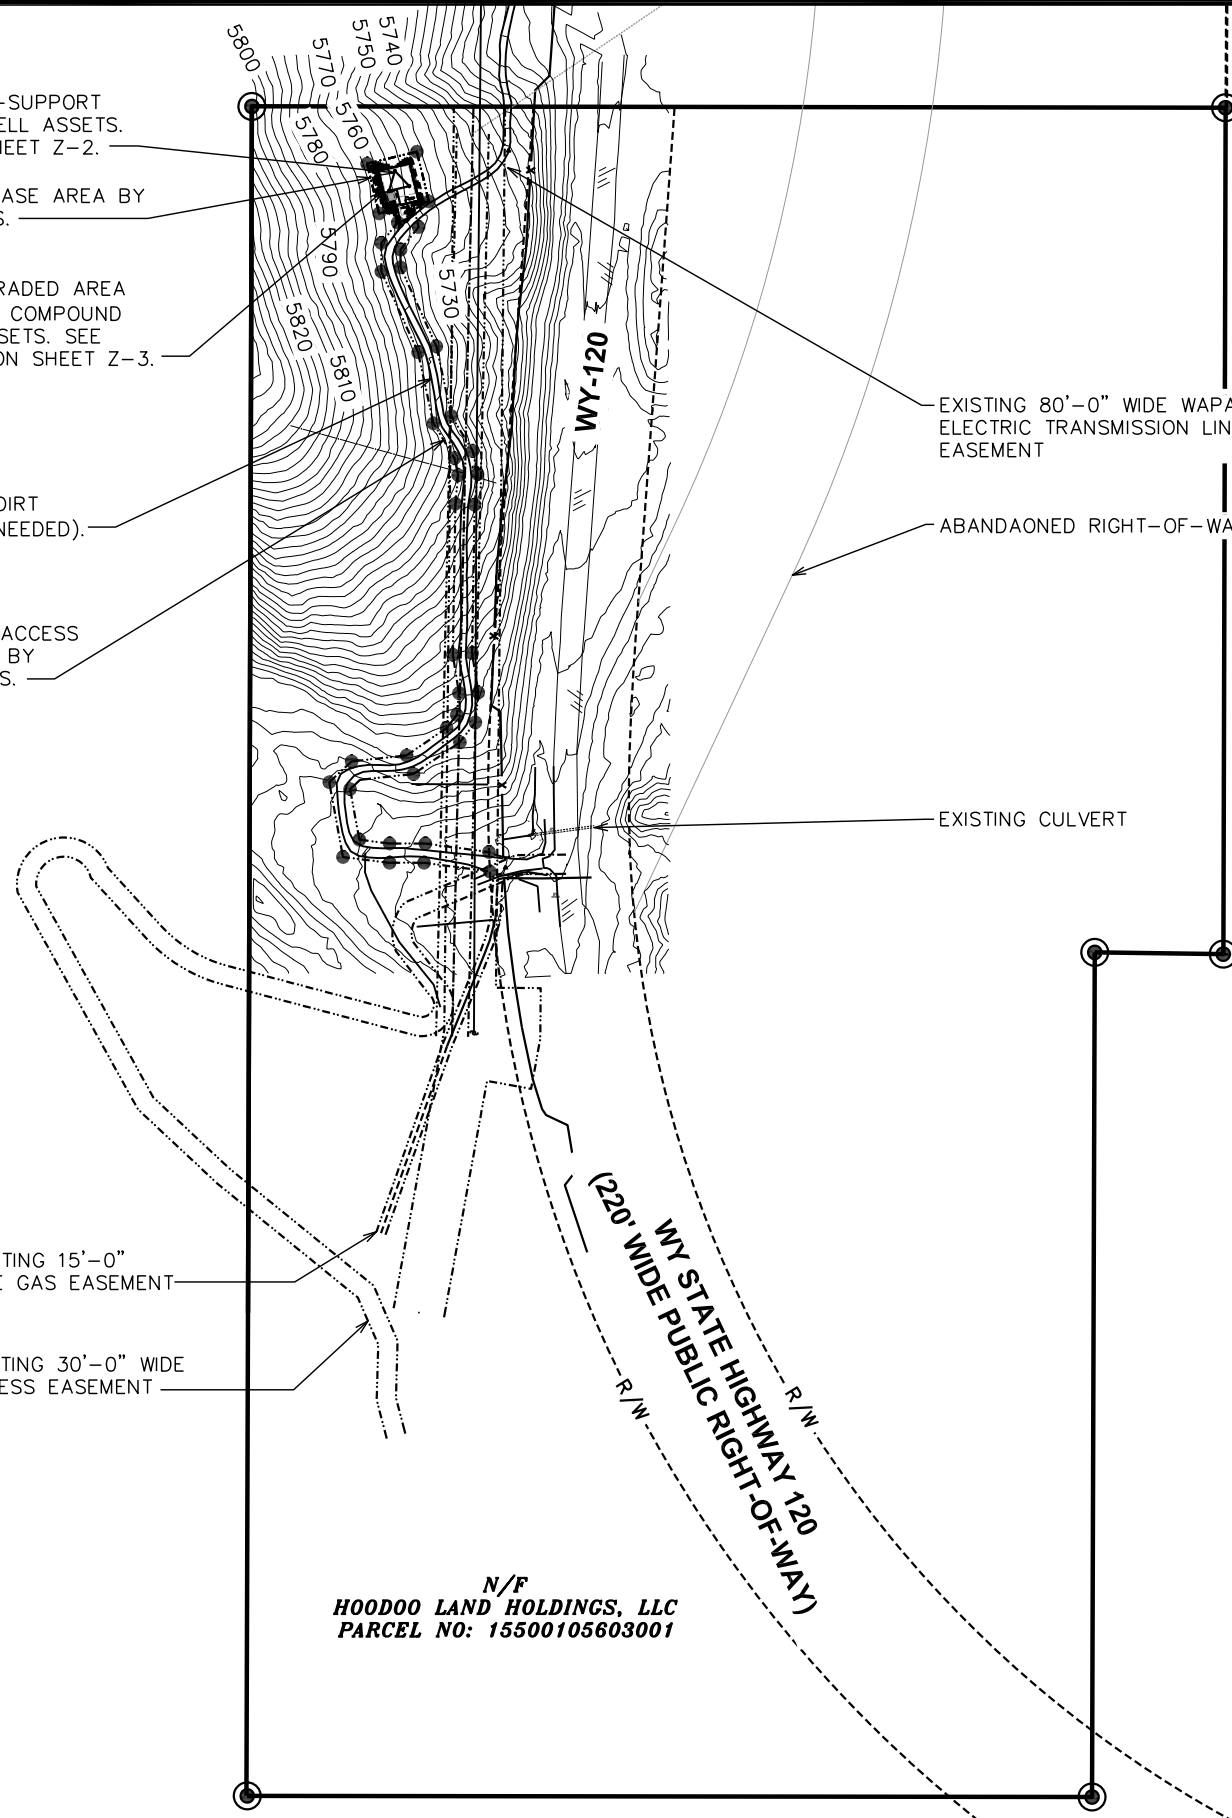 5800
5770
5750
5740
5780
5760
-SUPPORT
ELL ASSETS.
HEET Z-2.
EASE AREA BY
S.
5790
5730
RADED AREA
COMPOUND
SETS. SEE
ON SHEET Z-3.
5820
5810
WY-120
EXISTING 80'-0" WIDE WAPA
ELECTRIC TRANSMISSION LIN
EASEMENT
DIRT
NEEDED).
ABANDAONED RIGHT-OF-WA
ACCESS
BY
S.
EXISTING CULVERT
TING 15'-0"
E GAS EASEMENT
TING 30'-0" WIDE
ESS EASEMENT
WY STATE HIGHWAY 120
(220' WIDE PUBLIC RIGHT-OF-WAY)
R/W
R/W
N/F
HOODOO LAND HOLDINGS, LLC
PARCEL NO: 15500105603001